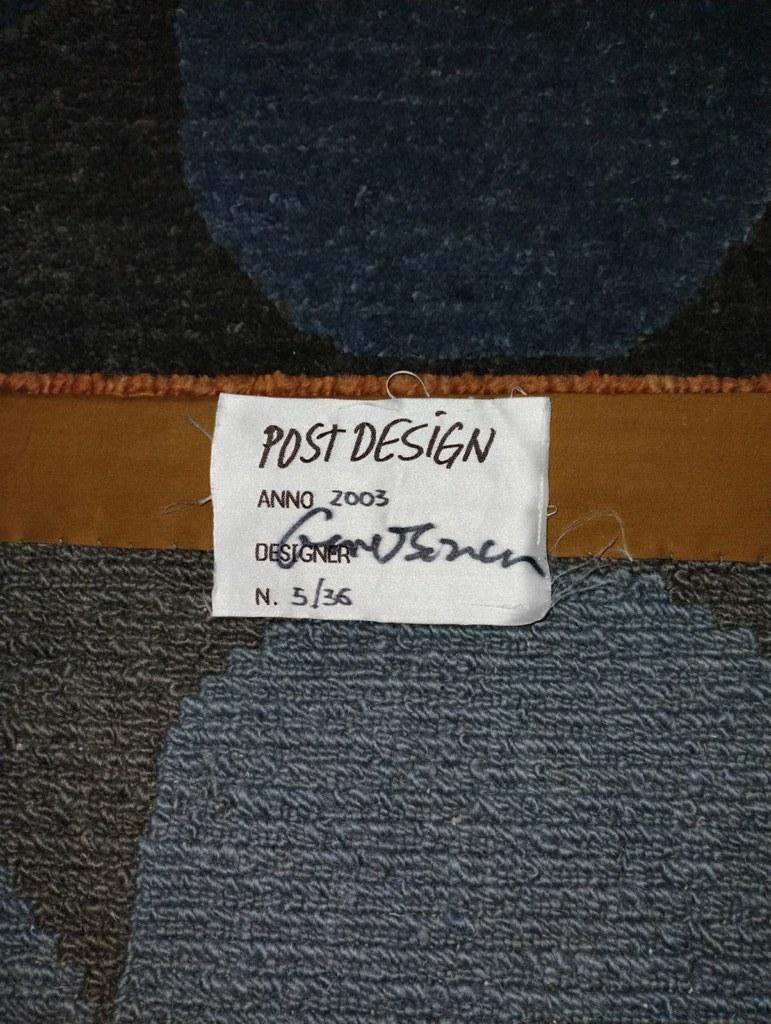 POST DESIGN
ANNO 2003
DESIGNER
N. 5/36